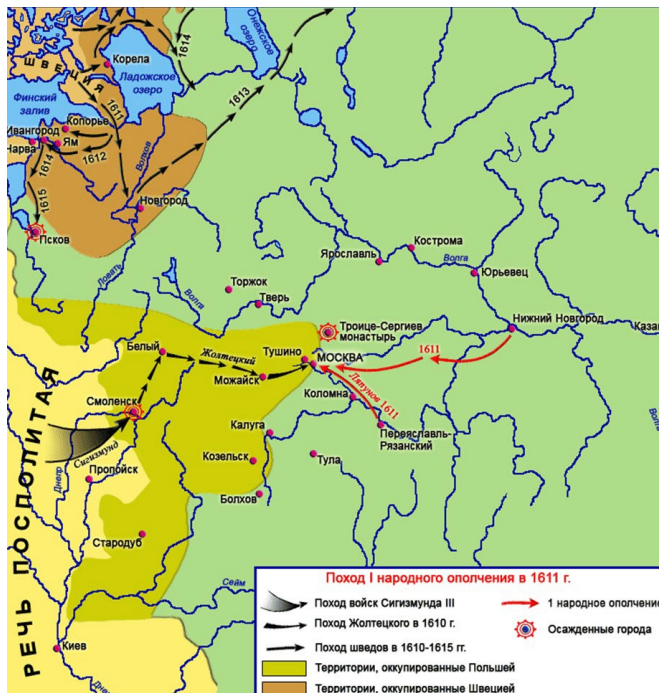 Корела
Ладожское
озеро
Онежское
озеро
1614
ШВЕЦИЯ
1611
1613
Финский
залив
Копорье
Ивангород
Ям
Нарва
1612
1614
1615
Волхов
Новгород
Псков
Ловать
Кострома
Ярославль
Волга
Юрьевец
Торжок
Волга
Тверь
Нижний Новгород
Казан
Троице-Сергиев
монастырь
Белый
Жолтецкий
Тушино
МОСКВА
1611
Можайск
Ляпунов 1611
Коломна
Смоленск
Сигизмунд
Калуга
Переяславль-
Рязанский
Козельск
Тула
Днепр
Пропойск
Болхов
Стародуб
РЕЧЬ ПОСПОЛИТАЯ
Сейм
Днепр
Киев
Поход I народного ополчения в 1611 г.
Поход войск Сигизмунда III
1 народное ополчение
Поход Жолтецкого в 1610 г.
Осажденные города
Поход шведов в 1610-1615 гг.
Территории, оккупированные Польшей
Территории, оккупированные Швецией